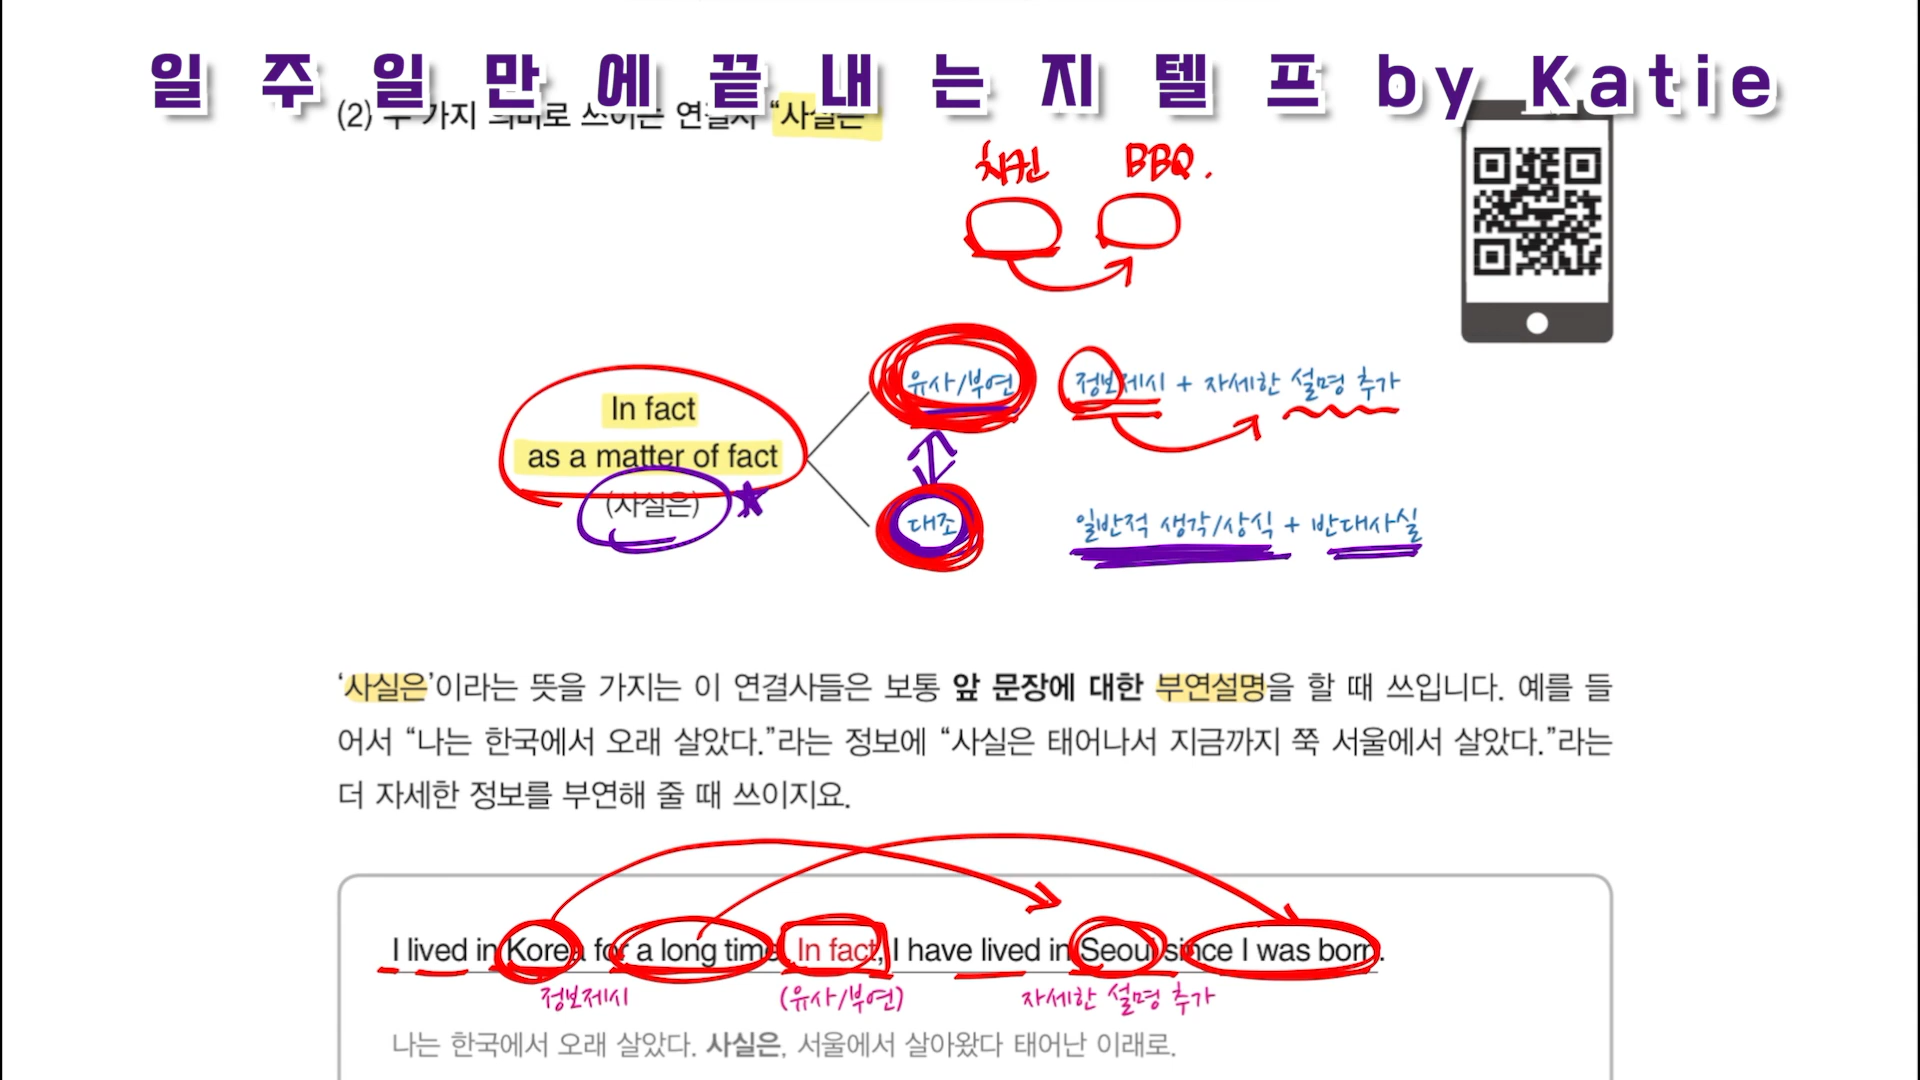 일주일만에끝내는지텔프 by Katie
(2) 두 가지 의미로 쓰이는 연결사 “사실은”
치킨 BBQ.
유사/부연 정보제시 + 자세한 설명 추가
In fact
as a matter of fact
(사실은)
대조 일반적 생각/상식 + 반대사실
‘사실은’이라는 뜻을 가지는 이 연결사들은 보통 앞 문장에 대한 부연설명을 할 때 쓰입니다. 예를 들
어서 “나는 한국에서 오래 살았다.”라는 정보에 “사실은 태어나서 지금까지 쭉 서울에서 살았다.”라는
더 자세한 정보를 부연해 줄 때 쓰이지요.
I lived in Korea for a long time. In fact, I have lived in Seoul since I was born.
정보제시 (유사/부연) 자세한 설명 추가
나는 한국에서 오래 살았다. 사실은, 서울에서 살아왔다 태어난 이래로.